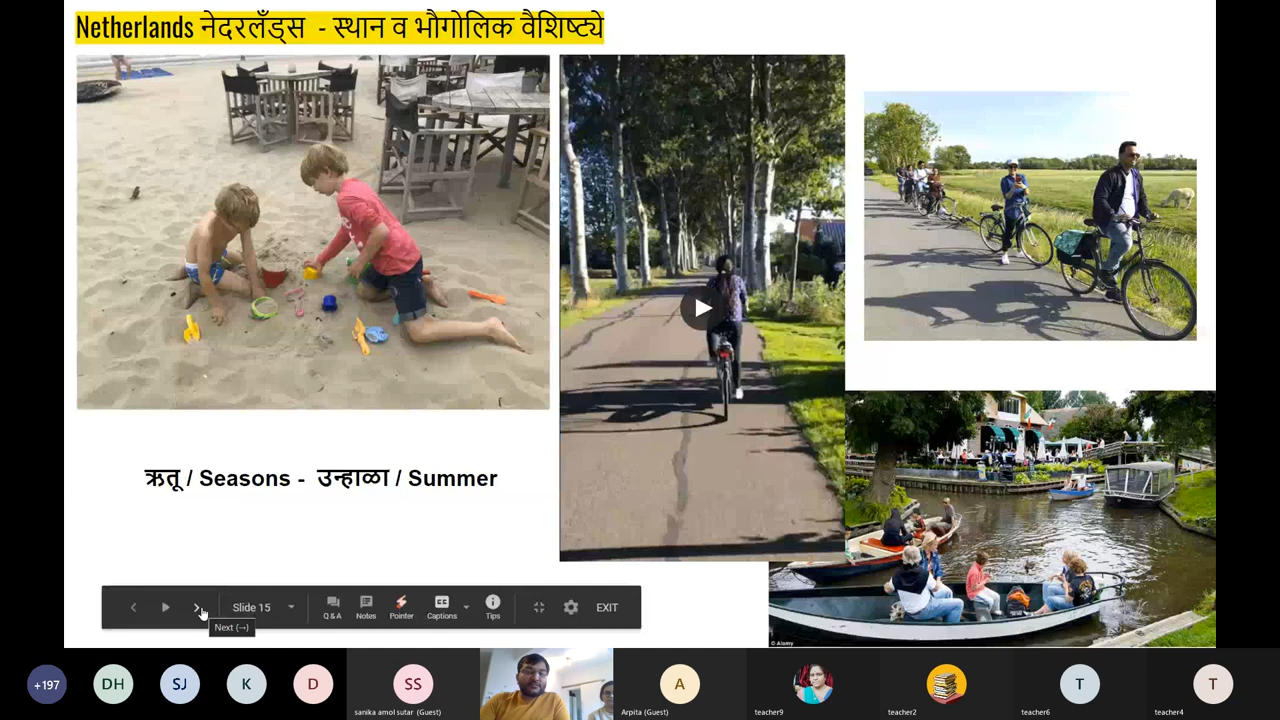 Netherlands नेदरलँड्स - स्थान व भौगोलिक वैशिष्ट्ये
ऋतू / Seasons - उन्हाळा / Summer
© Alamy
Slide 15
Q & A
Notes
Pointer
Captions
Tips
EXIT
Next (→)
+197
DH
SJ
K
D
SS
A
T
T
sanika amol sutar (Guest)
Arpita (Guest)
teacher9
teacher2
teacher6
teacher4